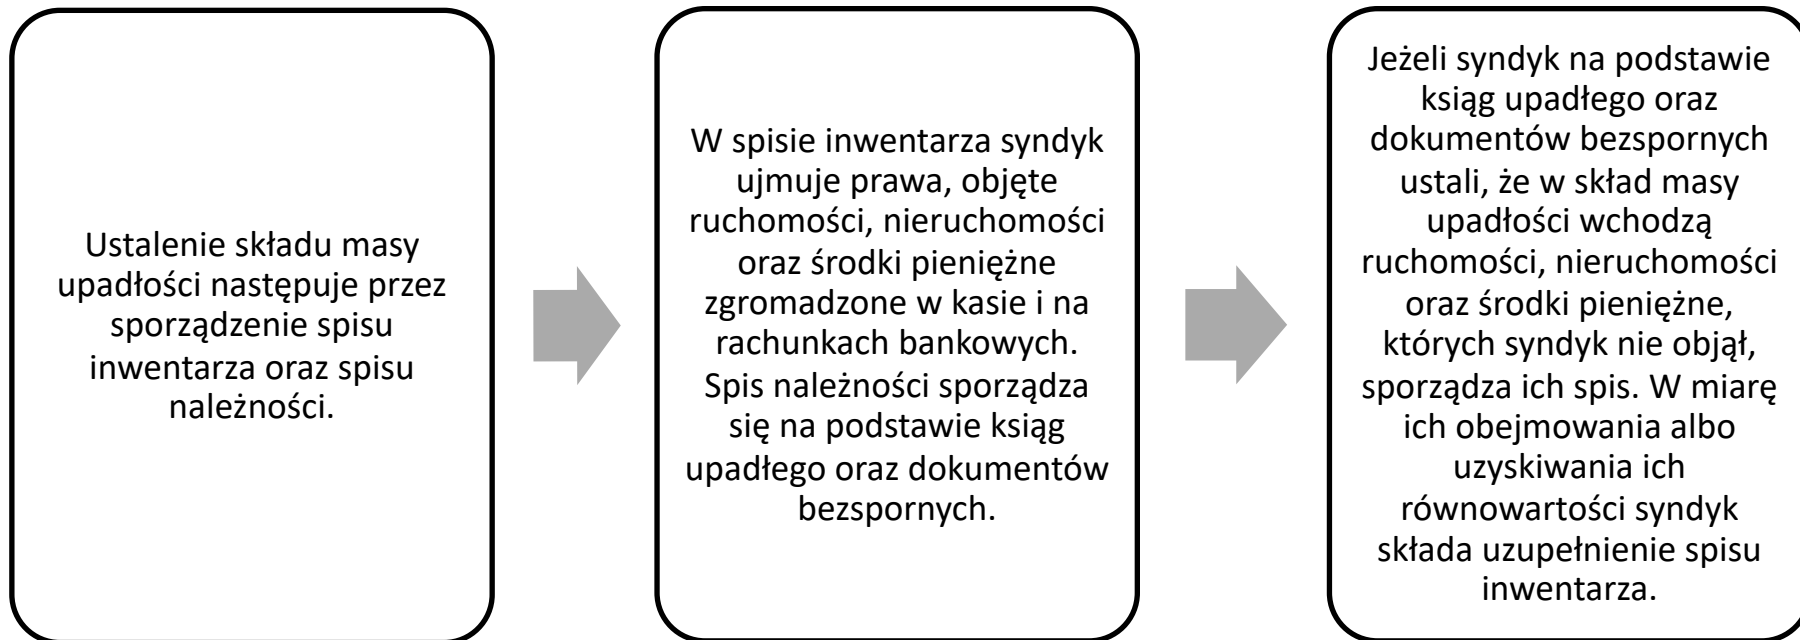 Ustalenie składu masy
upadłości następuje przez
sporządzenie spisu
inwentarza oraz spisu
należności.
W spisie inwentarza syndyk
ujmuje prawa, objęte
ruchomości, nieruchomości
oraz środki pieniężne
zgromadzone w kasie i na
rachunkach bankowych.
Spis należności sporządza
się na podstawie ksiąg
upadłego oraz dokumentów
bezspornych.
Jeżeli syndyk na podstawie
ksiąg upadłego oraz
dokumentów bezspornych
ustali, że w skład masy
upadłości wchodzą
ruchomości, nieruchomości
oraz środki pieniężne,
których syndyk nie objął,
sporządza ich spis. W miarę
ich obejmowania albo
uzyskiwania ich
równowartości syndyk
składa uzupełnienie spisu
inwentarza.